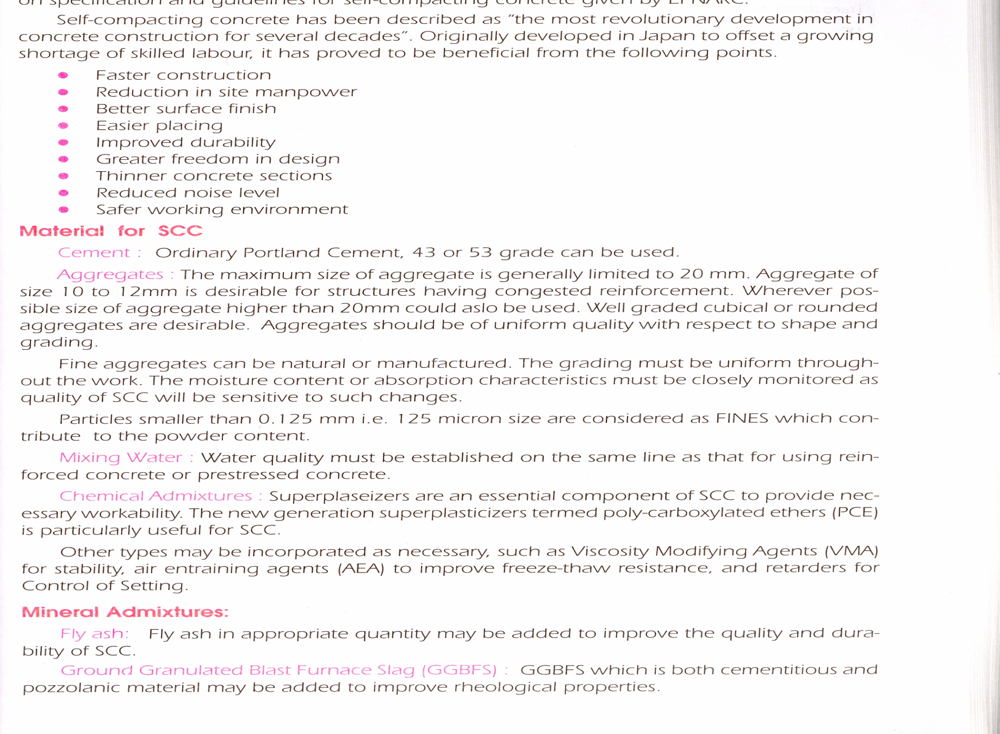 on specification and guidelines for self-compacting concrete given by EFNARC.
Self-compacting concrete has been described as “the most revolutionary development in
concrete construction for several decades”. Originally developed in Japan to offset a growing
shortage of skilled labour, it has proved to be beneficial from the following points.
• Faster construction
• Reduction in site manpower
• Better surface finish
• Easier placing
• Improved durability
• Greater freedom in design
• Thinner concrete sections
• Reduced noise level
• Safer working environment
Material for SCC
Cement : Ordinary Portland Cement, 43 or 53 grade can be used.
Aggregates : The maximum size of aggregate is generally limited to 20 mm. Aggregate of
size 10 to 12mm is desirable for structures having congested reinforcement. Wherever pos-
sible size of aggregate higher than 20mm could aslo be used. Well graded cubical or rounded
aggregates are desirable. Aggregates should be of uniform quality with respect to shape and
grading.
Fine aggregates can be natural or manufactured. The grading must be uniform through-
out the work. The moisture content or absorption characteristics must be closely monitored as
quality of SCC will be sensitive to such changes.
Particles smaller than 0.125 mm i.e. 125 micron size are considered as FINES which con-
tribute to the powder content.
Mixing Water : Water quality must be established on the same line as that for using rein-
forced concrete or prestressed concrete.
Chemical Admixtures : Superplaseizers are an essential component of SCC to provide nec-
essary workability. The new generation superplasticizers termed poly-carboxylated ethers (PCE)
is particularly useful for SCC.
Other types may be incorporated as necessary, such as Viscosity Modifying Agents (VMA)
for stability, air entraining agents (AEA) to improve freeze-thaw resistance, and retarders for
Control of Setting.
Mineral Admixtures:
Fly ash: Fly ash in appropriate quantity may be added to improve the quality and dura-
bility of SCC.
Ground Granulated Blast Furnace Slag (GGBFS) : GGBFS which is both cementitious and
pozzolanic material may be added to improve rheological properties.